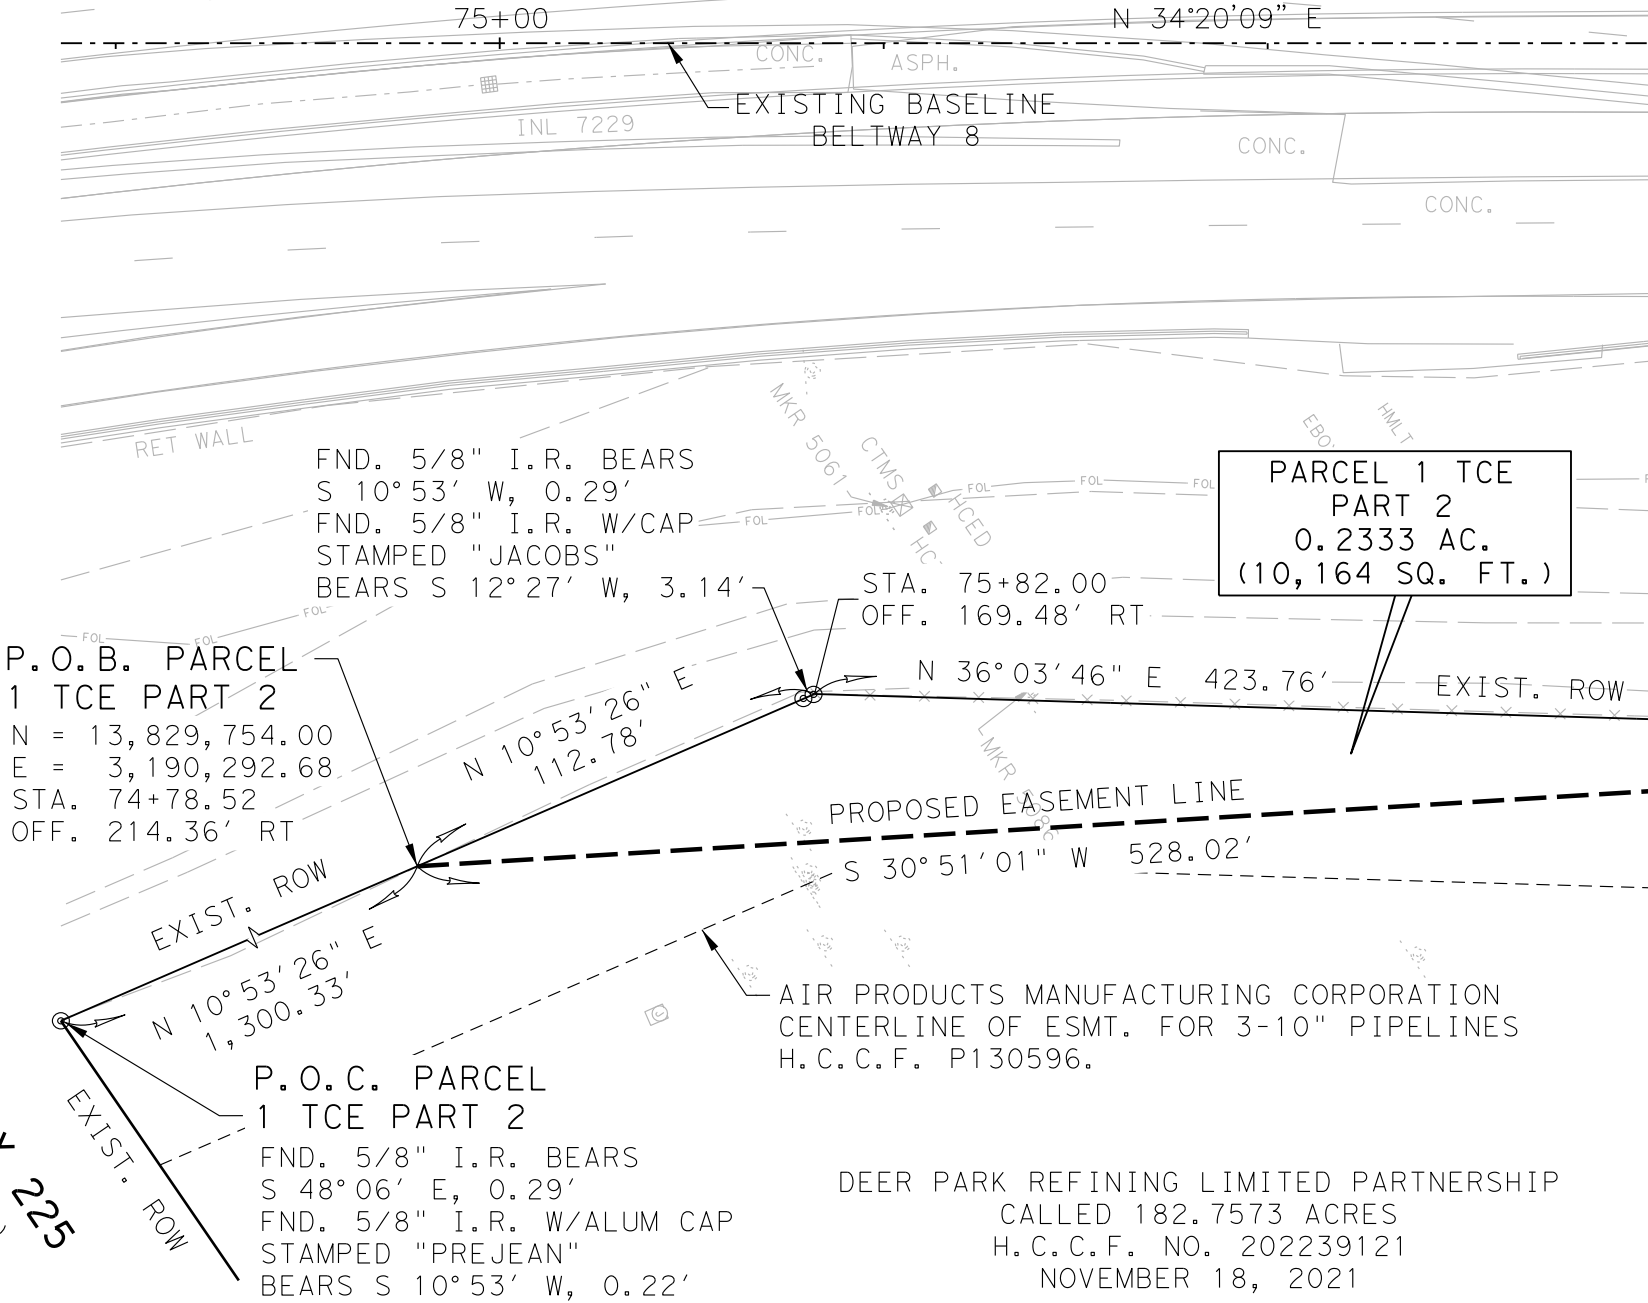 75+00
N 34°20'09" E
CONC.
ASPH.
EXISTING BASELINE
BELTWAY 8
INL 7229
CONC.
CONC.
RET WALL
MKR 5061
CTMS
HCED
HC
HMLT
FND. 5/8" I.R. BEARS
S 10°53' W, 0.29'
FND. 5/8" I.R. W/CAP
STAMPED "JACOBS"
BEARS S 12°27' W, 3.14'
FOL
FOL
FOL
FOL
FOL
FOL
FOL
PARCEL 1 TCE
PART 2
0.2333 AC.
(10,164 SQ. FT.)
STA. 75+82.00
OFF. 169.48' RT
P.O.B. PARCEL
1 TCE PART 2
N = 13,829,754.00
E = 3,190,292.68
STA. 74+78.52
OFF. 214.36' RT
N 10°53'26" E
112.78'
N 36°03'46" E 423.76'
EXIST. ROW
MKR
PROPOSED EASEMENT LINE
S 30°51'01" W 528.02'
EXIST. ROW
N 10°53'26" E
1,300.33'
AIR PRODUCTS MANUFACTURING CORPORATION
CENTERLINE OF ESMT. FOR 3-10" PIPELINES
H.C.C.F. P130596.
P.O.C. PARCEL
1 TCE PART 2
FND. 5/8" I.R. BEARS
S 48°06' E, 0.29'
FND. 5/8" I.R. W/ALUM CAP
STAMPED "PREJEAN"
BEARS S 10°53' W, 0.22'
EXIST. ROW
225
DEER PARK REFINING LIMITED PARTNERSHIP
CALLED 182.7573 ACRES
H.C.C.F. NO. 202239121
NOVEMBER 18, 2021